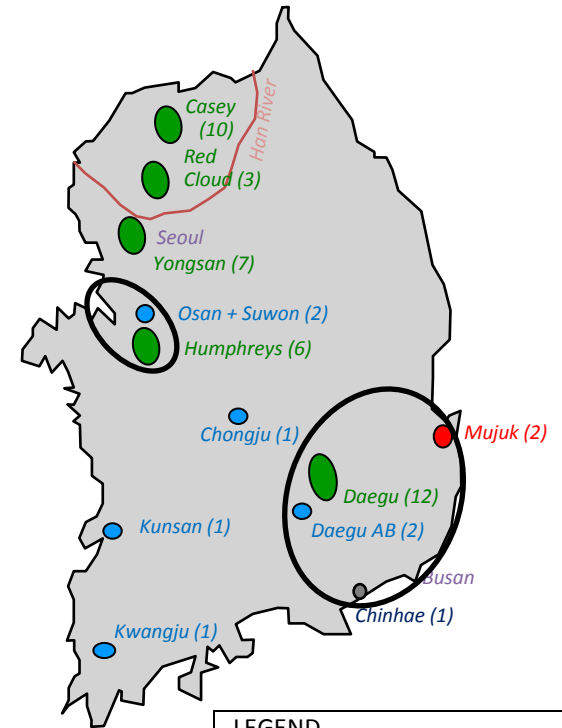 Casey
(10)
Han River
Red
Cloud (3)
Seoul
Yongsan (7)
Osan + Suwon (2)
Humphreys (6)
Chongju (1)
Mujuk (2)
Daegu (12)
Kunsan (1)
Daegu AB (2)
Busan
Chinhae (1)
Kwangju (1)
LEGEND